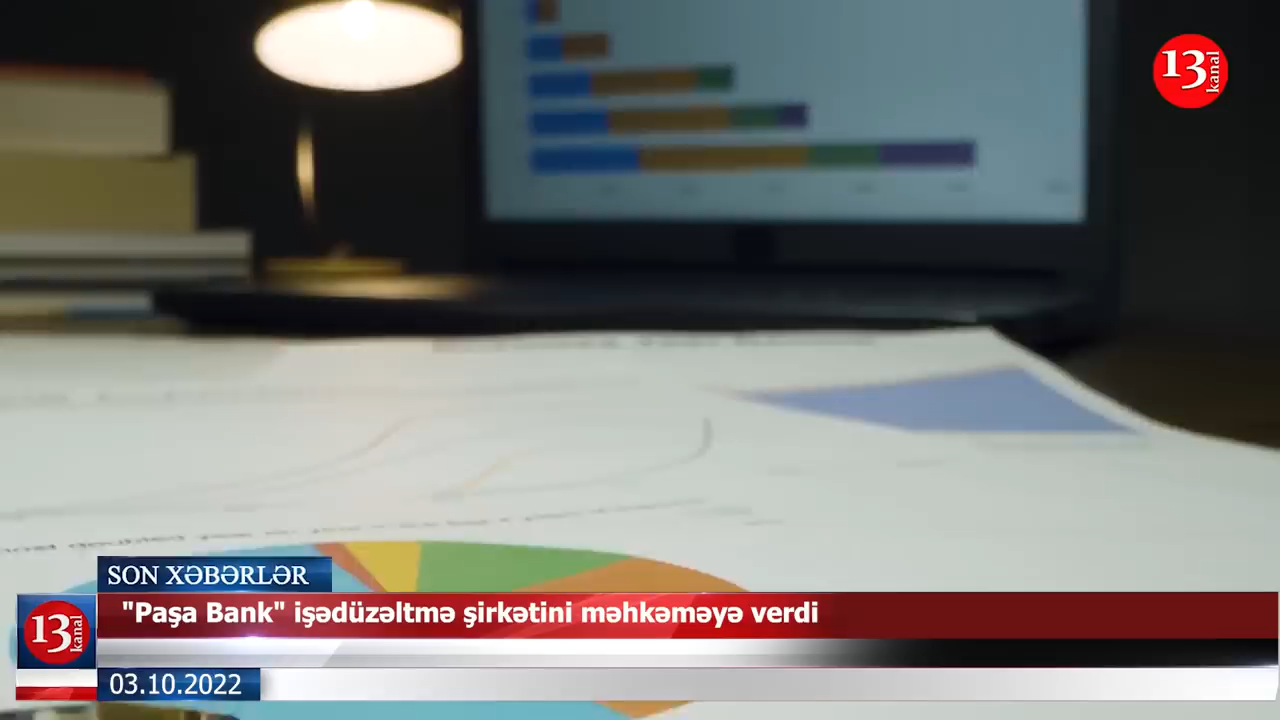 13 kanal
SON XƏBƏRLƏR
"Paşa Bank" işədüzəltmə şirkətini məhkəməyə verdi
13 kanal
03.10.2022